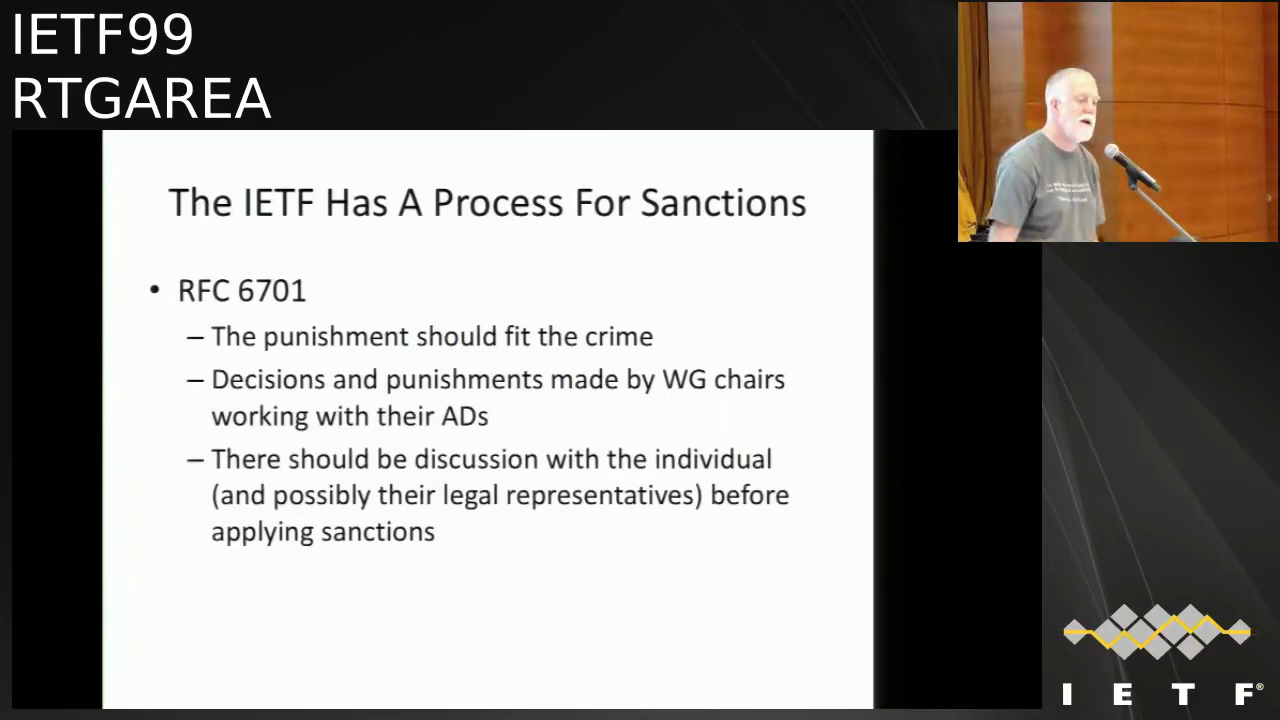 IETF99
RTGAREA
The IETF Has A Process For Sanctions
• RFC 6701
– The punishment should fit the crime
– Decisions and punishments made by WG chairs
working with their ADs
– There should be discussion with the individual
(and possibly their legal representatives) before
applying sanctions
I E T F®